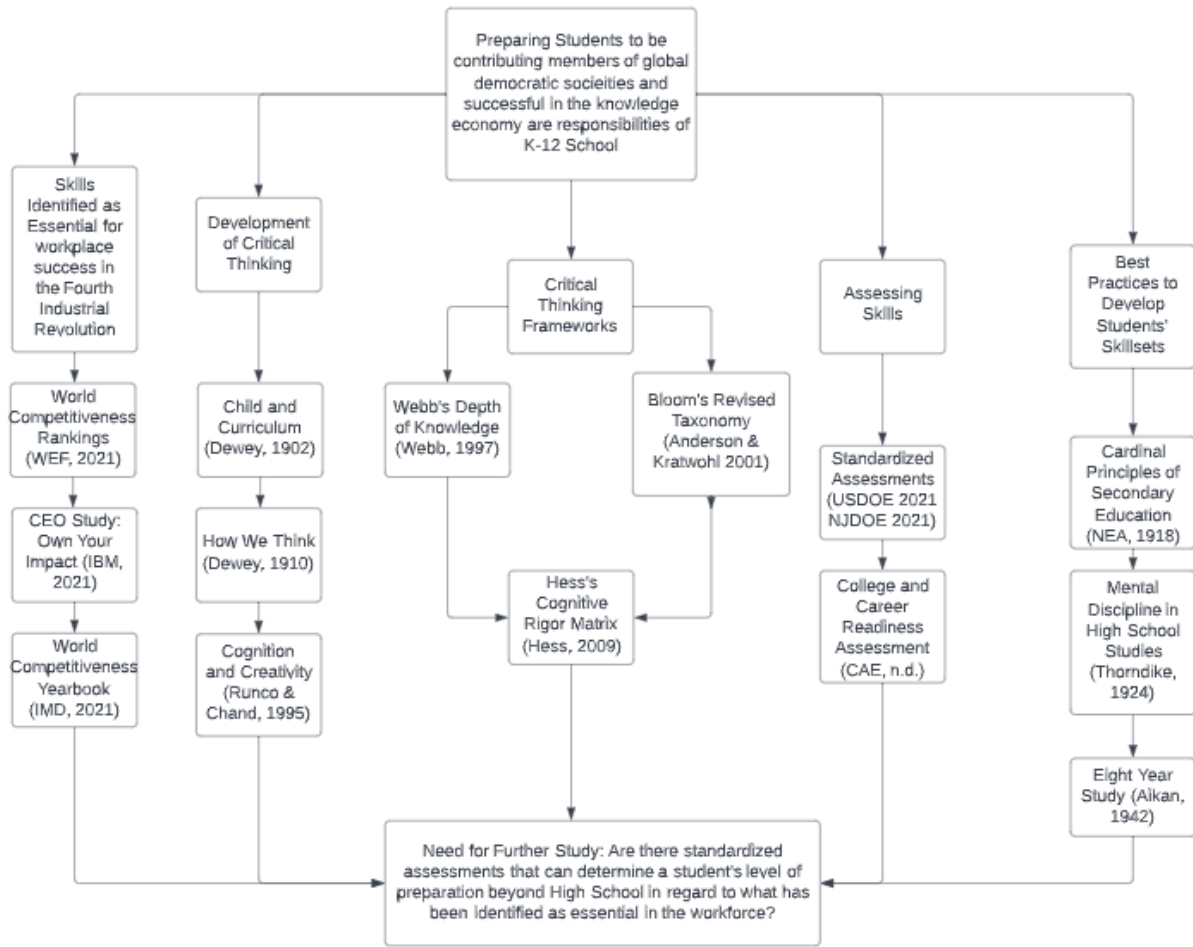 Preparing Students to be
contributing members of global
democratic socieities and
successful in the knowledge
economy are responsibilities of
K-12 School
Skills
Identified as
Essential for
workplace
success in
the Fourth
Industrial
Revolution
Development
of Critical
Thinking
Critical
Thinking
Frameworks
Assessing
Skills
Best
Practices to
Develop
Students'
Skillsets
World
Competitiveness
Rankings
(WEF, 2021)
Child and
Curriculum
(Dewey, 1902)
Webb's Depth
of Knowledge
(Webb, 1997)
Bloom's Revised
Taxonomy
(Anderson &
Kratwohl 2001)
Standardized
Assessments
(USDOE 2021
NJDOE 2021)
Cardinal
Principles of
Secondary
Education
(NEA, 1918)
CEO Study:
Own Your
Impact (IBM,
2021)
How We Think
(Dewey, 1910)
Hess's
Cognitive
Rigor Matrix
(Hess, 2009)
College and
Career
Readiness
Assessment
(CAE, n.d.)
Mental
Discipline in
High School
Studies
(Thorndike,
1924)
World
Competitiveness
Yearbook
(IMD, 2021)
Cognition
and Creativity
(Runco &
Chand, 1995)
Eight Year
Study (Aikan,
1942)
Need for Further Study: Are there standardized
assessments that can determine a student's level of
preparation beyond High School in regard to what has
been identified as essential in the workforce?